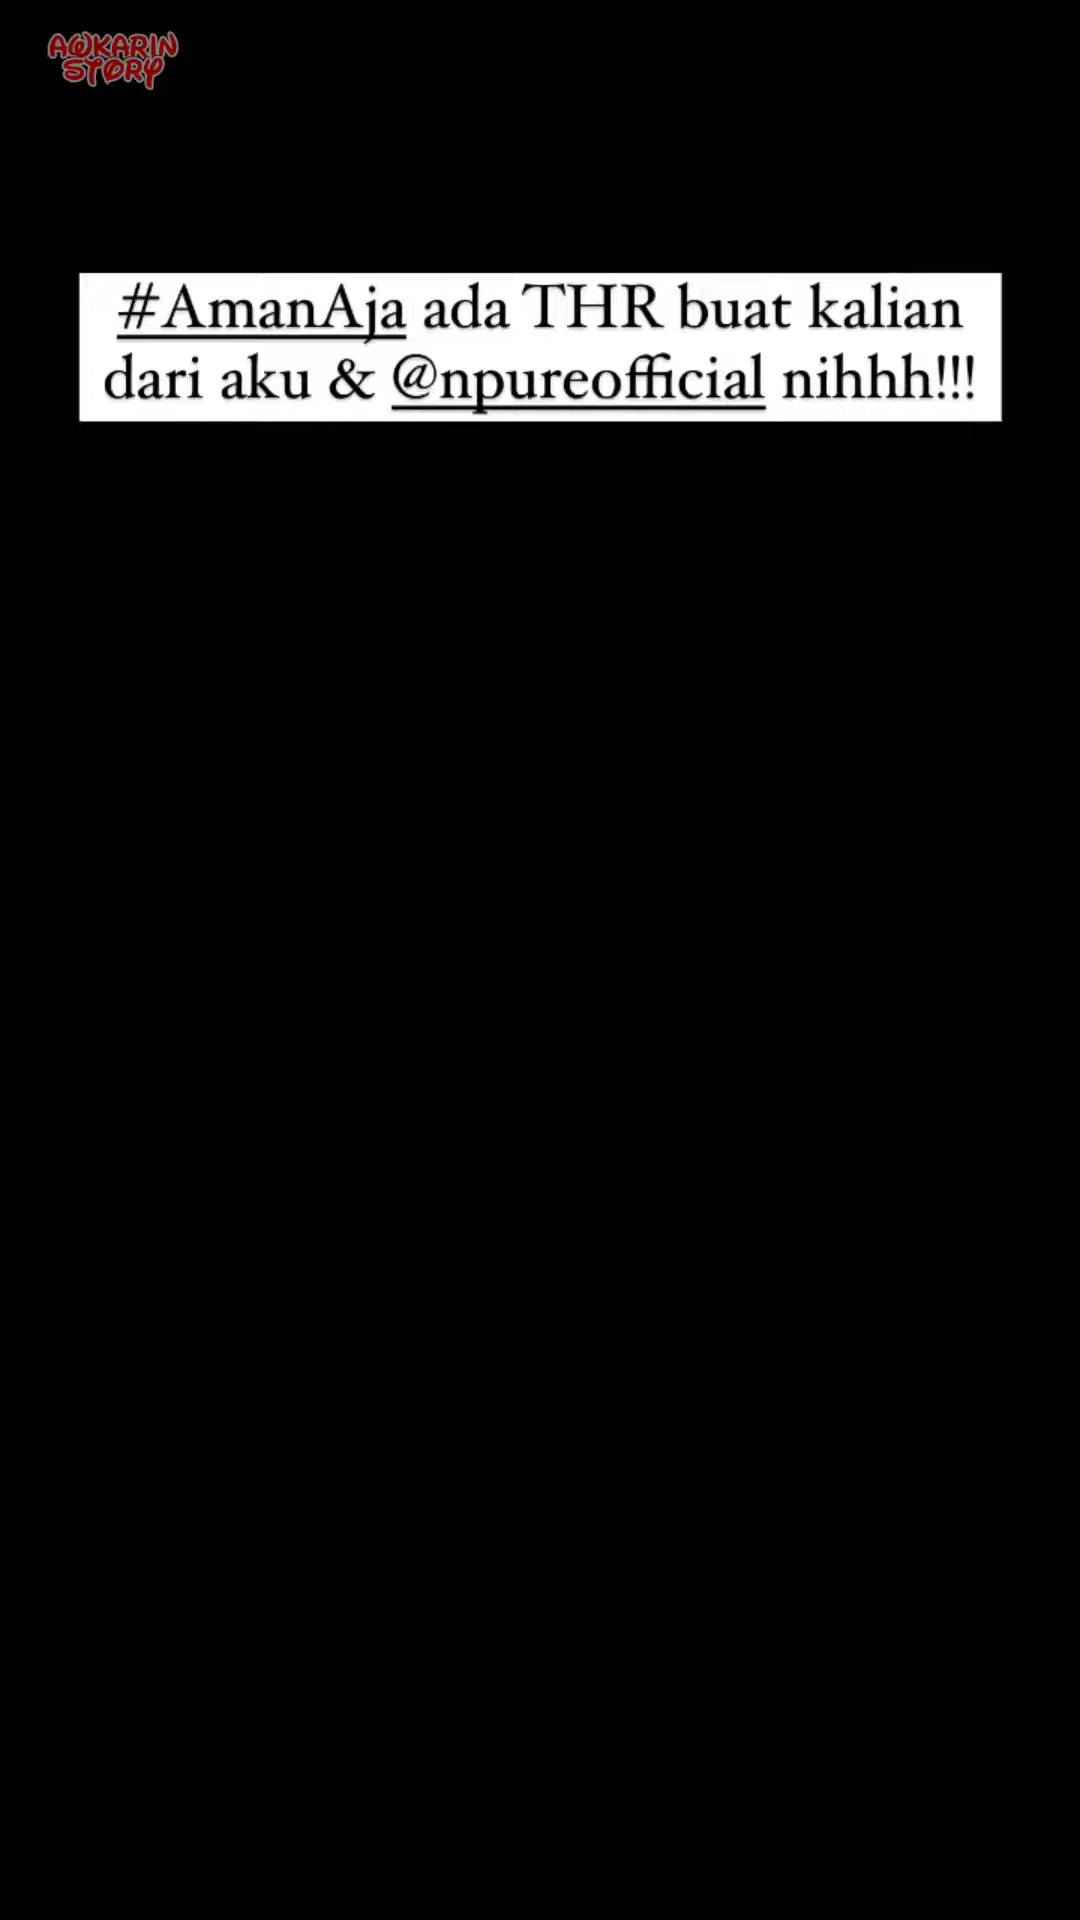 AWKARIN
STORY
#AmanAja ada THR buat kalian
dari aku & @npureofficial nihhh!!!